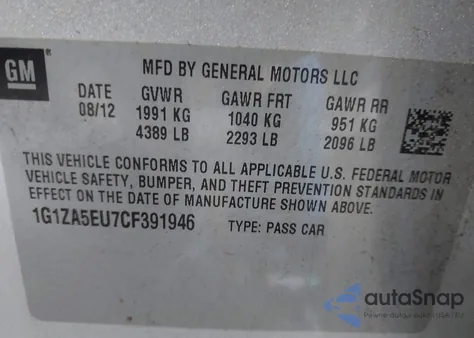 GM
MFD BY GENERAL MOTORS LLC
DATE GVWR GAWR FRT GAWR RR
08/12 1991 KG 1040 KG 951 KG
4389 LB 2293 LB 2096 LB
THIS VEHICLE CONFORMS TO ALL APPLICABLE U.S. FEDERAL MOTOR
VEHICLE SAFETY, BUMPER, AND THEFT PREVENTION STANDARDS IN
EFFECT ON THE DATE OF MANUFACTURE SHOWN ABOVE.
1G1ZA5EU7CF391946 TYPE: PASS CAR
autoSnap